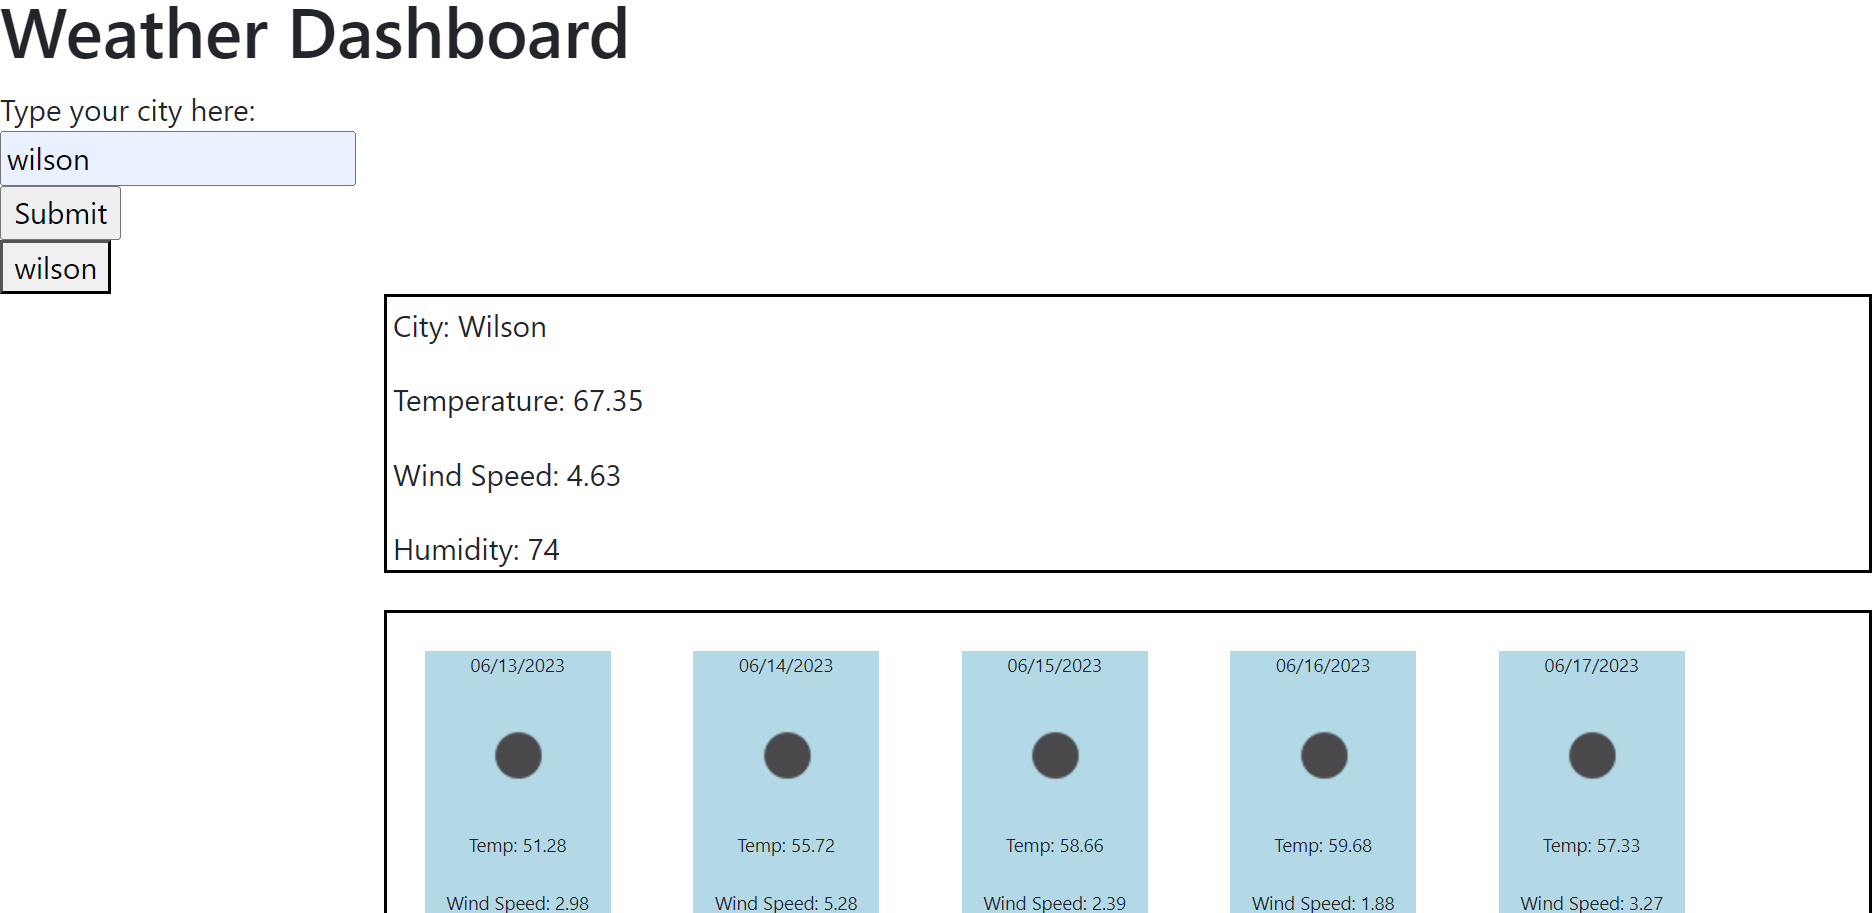 Weather Dashboard
Type your city here:
wilson
Submit
wilson
City: Wilson
Temperature: 67.35
Wind Speed: 4.63
Humidity: 74
06/13/2023
Temp: 51.28
Wind Speed: 2.98
06/14/2023
Temp: 55.72
Wind Speed: 5.28
06/15/2023
Temp: 58.66
Wind Speed: 2.39
06/16/2023
Temp: 59.68
Wind Speed: 1.88
06/17/2023
Temp: 57.33
Wind Speed: 3.27